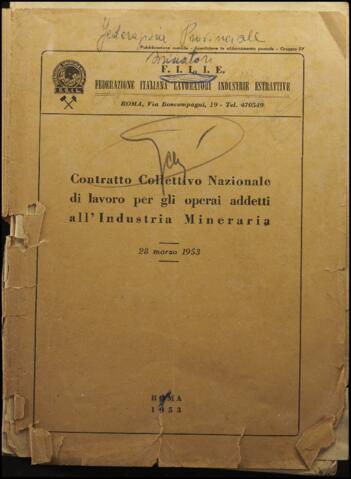 Federazione Provinciale
Pubblicazione mensile - Spedizione in abbonamento postale - Gruppo IV
Minatori
F. I. L. I. E.
FEDERAZIONE ITALIANA LAVORATORI INDUSTRIE ESTRATTIVE
ROMA, Via Boncompagni, 19 - Tel. 470549
Contratto Collettivo Nazionale
di lavoro per gli operai addetti
all'Industria Mineraria
28 marzo 1953
ROMA
1953